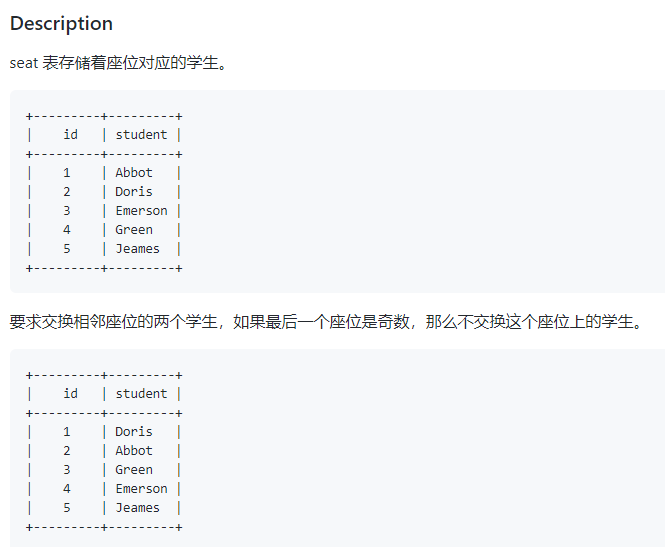 Description
seat 表存储着座位对应的学生。
+---------+---------+
|    id   | student |
+---------+---------+
|    1    | Abbot   |
|    2    | Doris   |
|    3    | Emerson |
|    4    | Green   |
|    5    | Jeames  |
+---------+---------+
要求交换相邻座位的两个学生，如果最后一个座位是奇数，那么不交换这个座位上的学生。
+---------+---------+
|    id   | student |
+---------+---------+
|    1    | Doris   |
|    2    | Abbot   |
|    3    | Green   |
|    4    | Emerson |
|    5    | Jeames  |
+---------+---------+